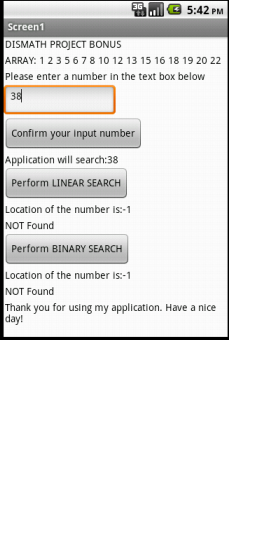 3G 5:42 PM
Screen1
DISMATH PROJECT BONUS
ARRAY: 1 2 3 5 6 7 8 10 12 13 15 16 18 19 20 22
Please enter a number in the text box below
38
Confirm your input number
Application will search:38
Perform LINEAR SEARCH
Location of the number is:-1
NOT Found
Perform BINARY SEARCH
Location of the number is:-1
NOT Found
Thank you for using my application. Have a nice
day!